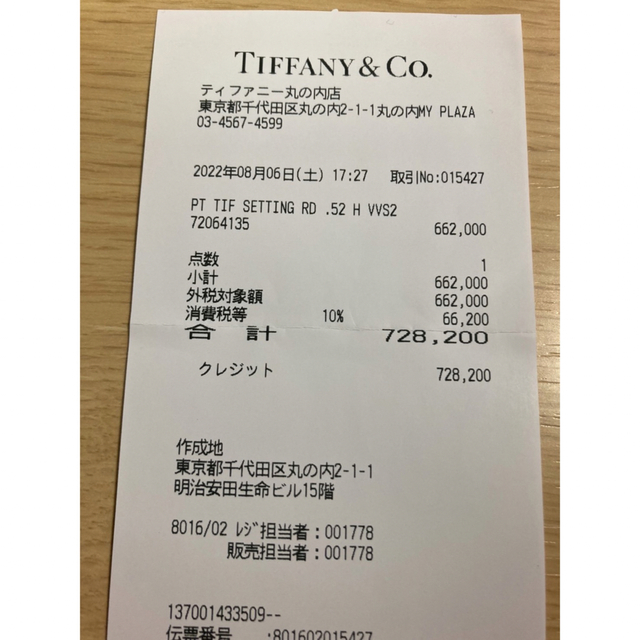 TIFFANY & CO.
ティファニー丸の内店
東京都千代田区丸の内2-1-1丸の内MY PLAZA
03-4567-4599
2022年08月06日(土) 17:27 取引No:015427
PT TIF SETTING RD .52 H VVS2
72064135 662,000
点数 1
小計 662,000
外税対象額 662,000
消費税等 10% 66,200
合 計 728,200
クレジット 728,200
作成地
東京都千代田区丸の内2-1-1
明治安田生命ビル15階
8016/02 ﾚｼﾞ担当者:001778
販売担当者:001778
137001433509--
伝票番号 :801602015427